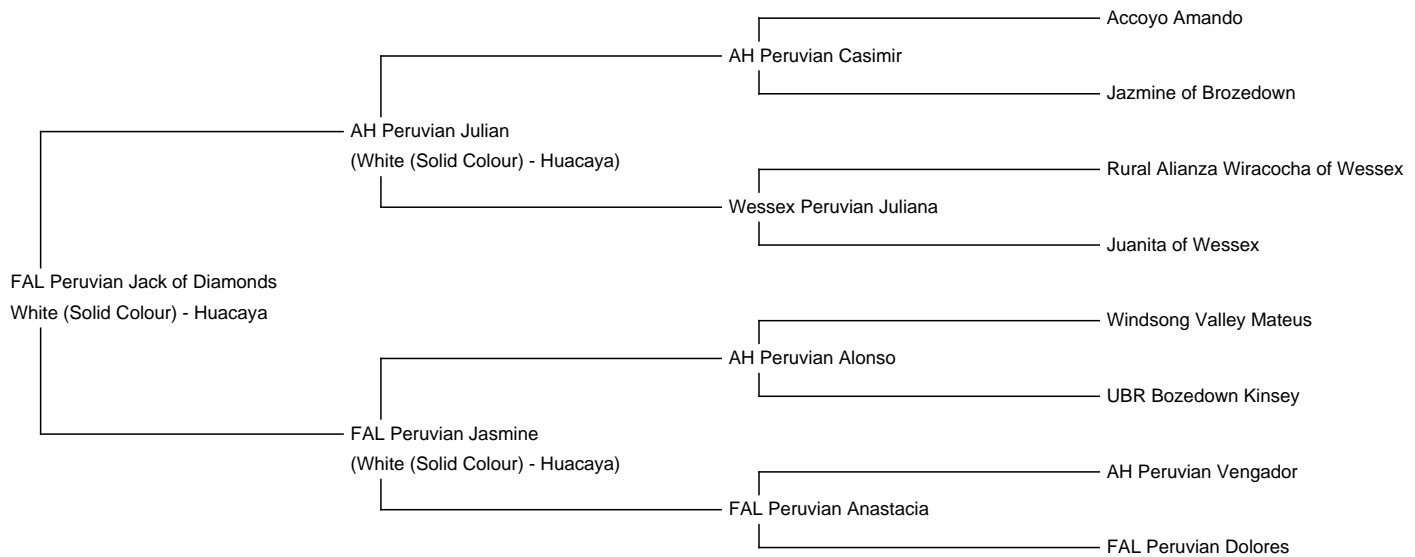 Accoyo Amando
AH Peruvian Casimir
Jazmine of Brozedown
AH Peruvian Julian
(White (Solid Colour) - Huacaya)
Rural Alianza Wiracocha of Wessex
Wessex Peruvian Juliana
Juanita of Wessex
FAL Peruvian Jack of Diamonds
White (Solid Colour) - Huacaya
Windsong Valley Mateus
AH Peruvian Alonso
UBR Bozedown Kinsey
FAL Peruvian Jasmine
(White (Solid Colour) - Huacaya)
AH Peruvian Vengador
FAL Peruvian Anastacia
FAL Peruvian Dolores